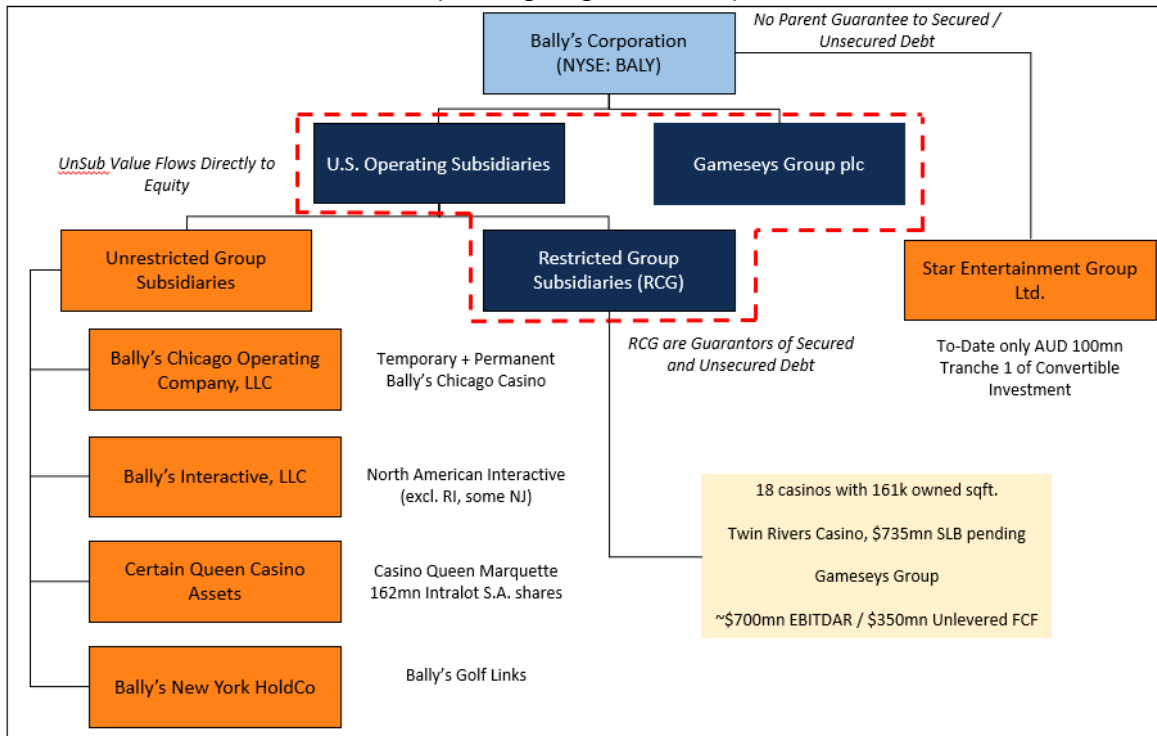 No Parent Guarantee to Secured /
Unsecured Debt
Bally's Corporation
(NYSE: BALY)
UnSub Value Flows Directly to
Equity
U.S. Operating Subsidiaries
Gameseys Group plc
Unrestricted Group
Subsidiaries
Restricted Group
Subsidiaries (RCG)
Star Entertainment Group
Ltd.
RCG are Guarantors of Secured
and Unsecured Debt
To-Date only AUD 100mn
Tranche 1 of Convertible
Investment
Bally's Chicago Operating
Company, LLC
Temporary + Permanent
Bally's Chicago Casino
Bally's Interactive, LLC
North American Interactive
(excl. RI, some NJ)
18 casinos with 161k owned sqft.
Twin Rivers Casino, $735mn SLB pending
Gameseys Group
~$700mn EBITDAR / $350mn Unlevered FCF
Certain Queen Casino
Assets
Casino Queen Marquette
162mn Intralot S.A. shares
Bally's New York HoldCo
Bally's Golf Links